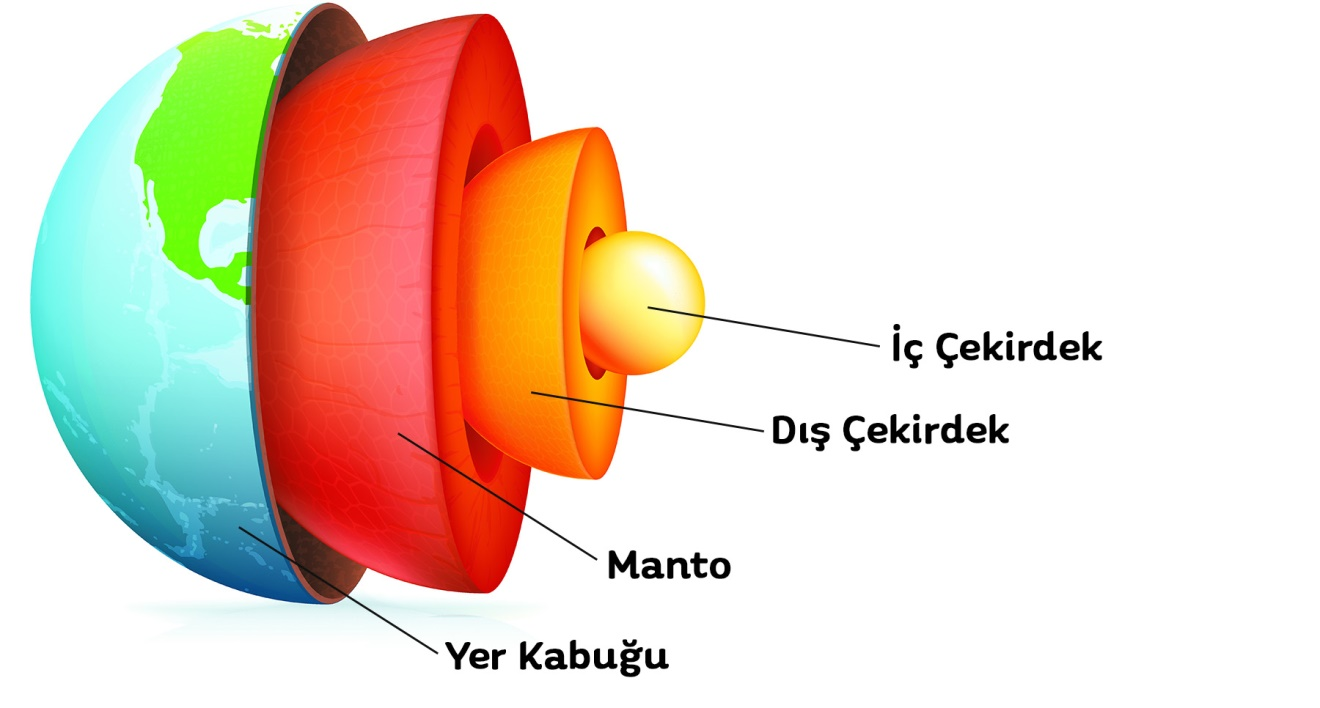 İç Çekirdek
Dış Çekirdek
Manto
Yer Kabuğu